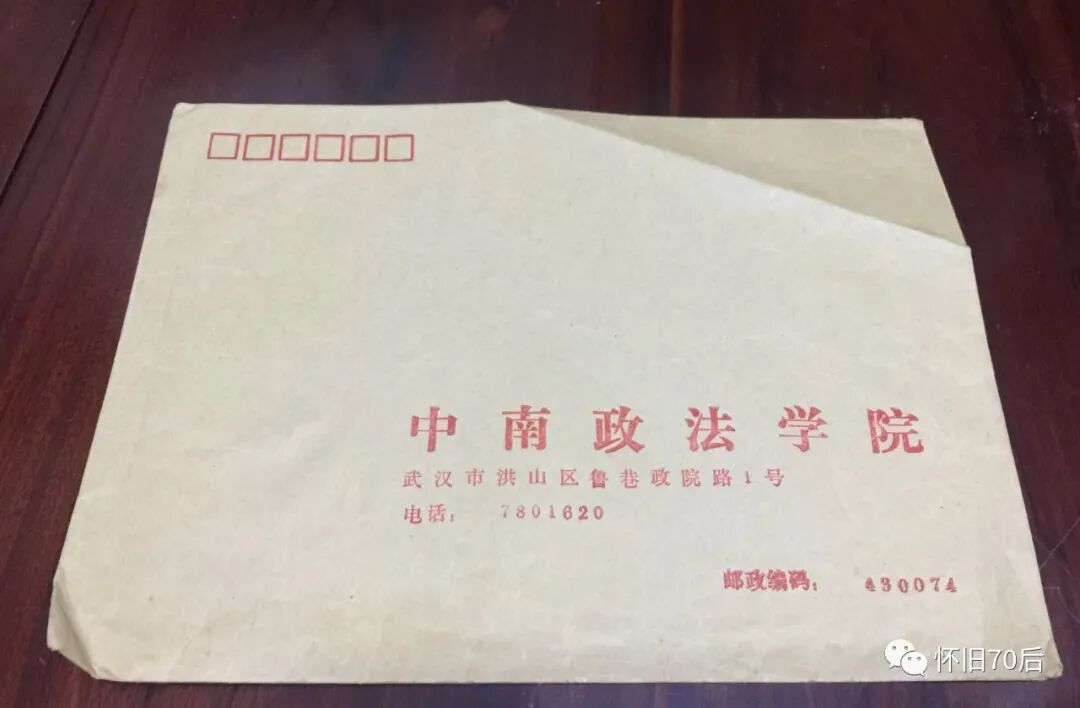 中南政法学院
武汉市洪山区鲁巷政院路1号
电话： 7801620
邮政编码： 430074
怀旧70后